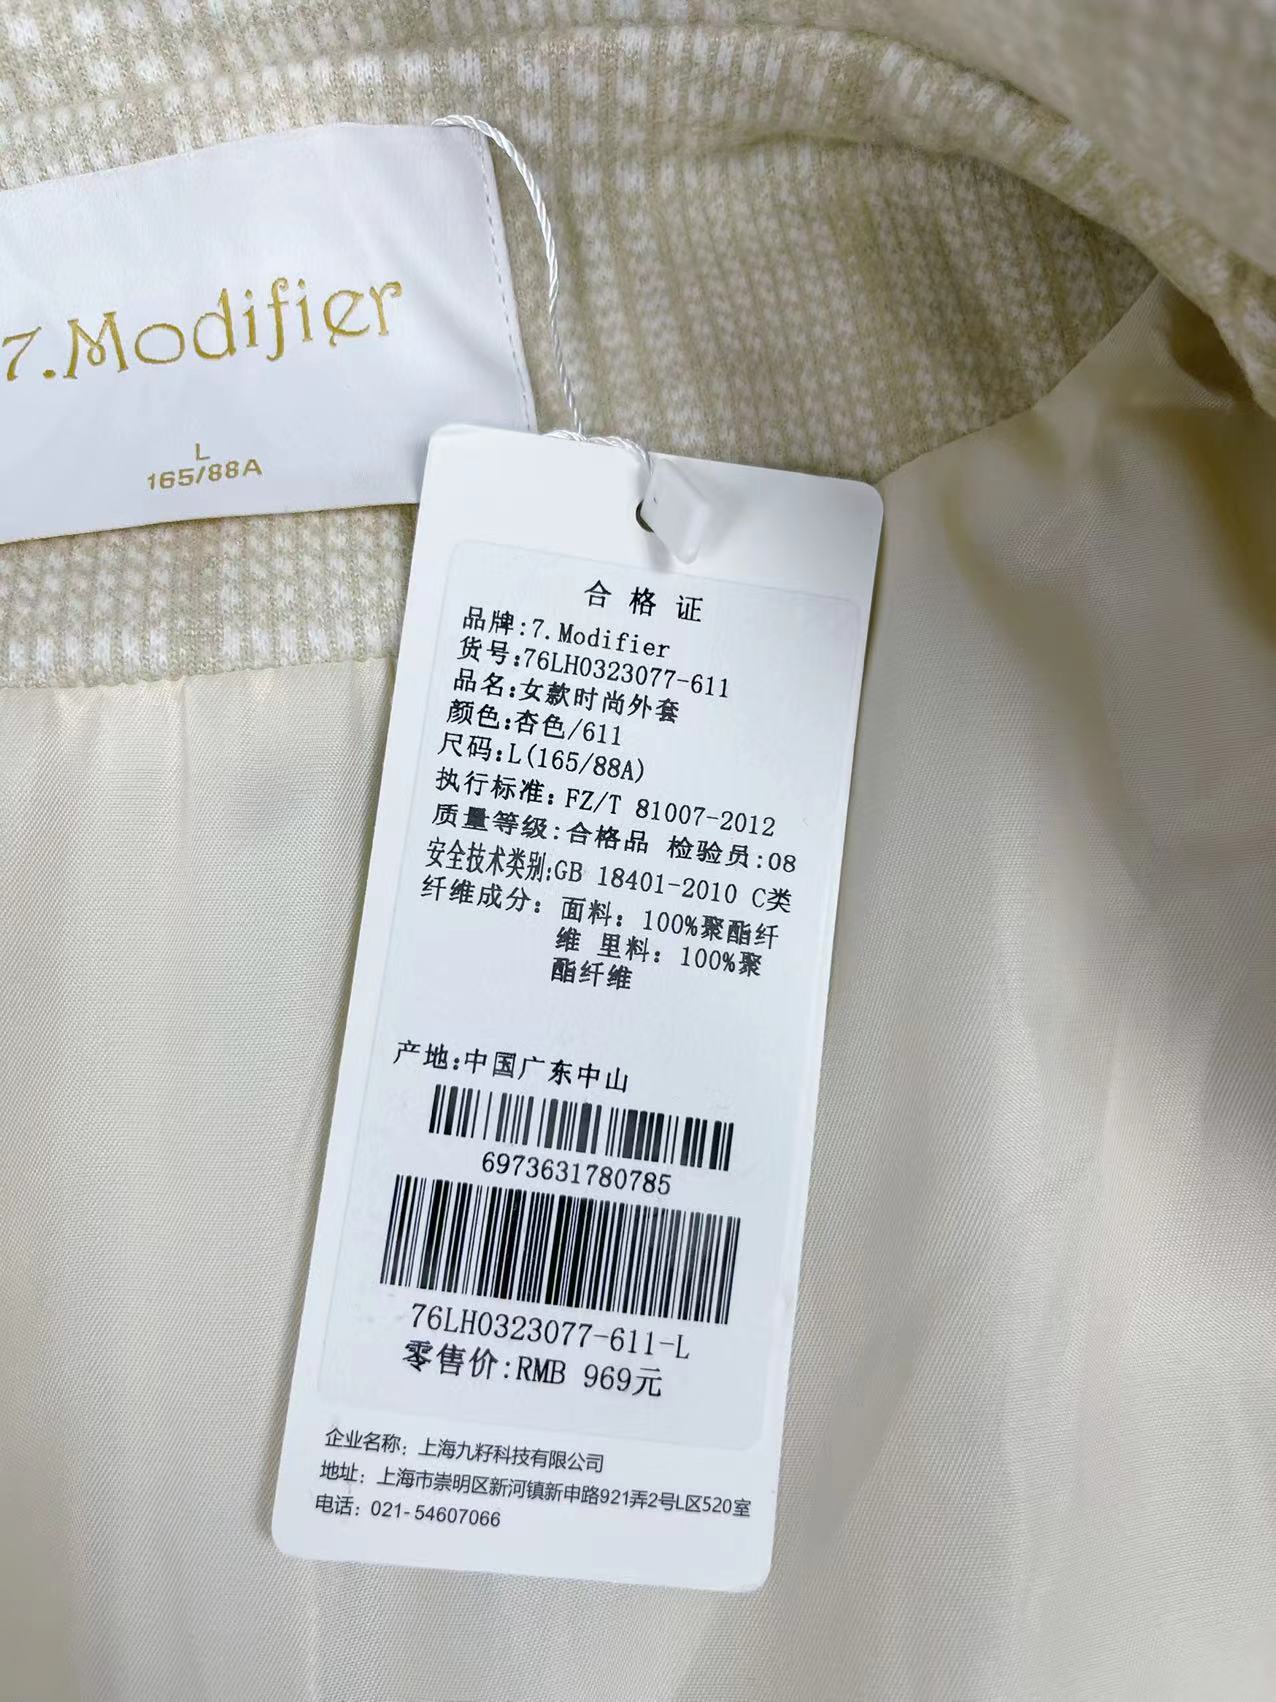 7.Modifier
L
165/88A
合格证
品牌:7.Modifier
货号:76LH0323077-611
品名:女款时尚外套
颜色:杏色/611
尺码:L(165/88A)
执行标准: FZ/T 81007-2012
质量等级:合格品 检验员:08
安全技术类别:GB 18401-2010 C类
纤维成分: 面料: 100%聚酯纤
维 里料: 100%聚
酯纤维
产地:中国广东中山
6973631780785
76LH0323077-611-L
零售价:RMB 969元
企业名称: 上海九籽科技有限公司
地址: 上海市崇明区新河镇新申路921弄2号L区520室
电话: 021-54607066